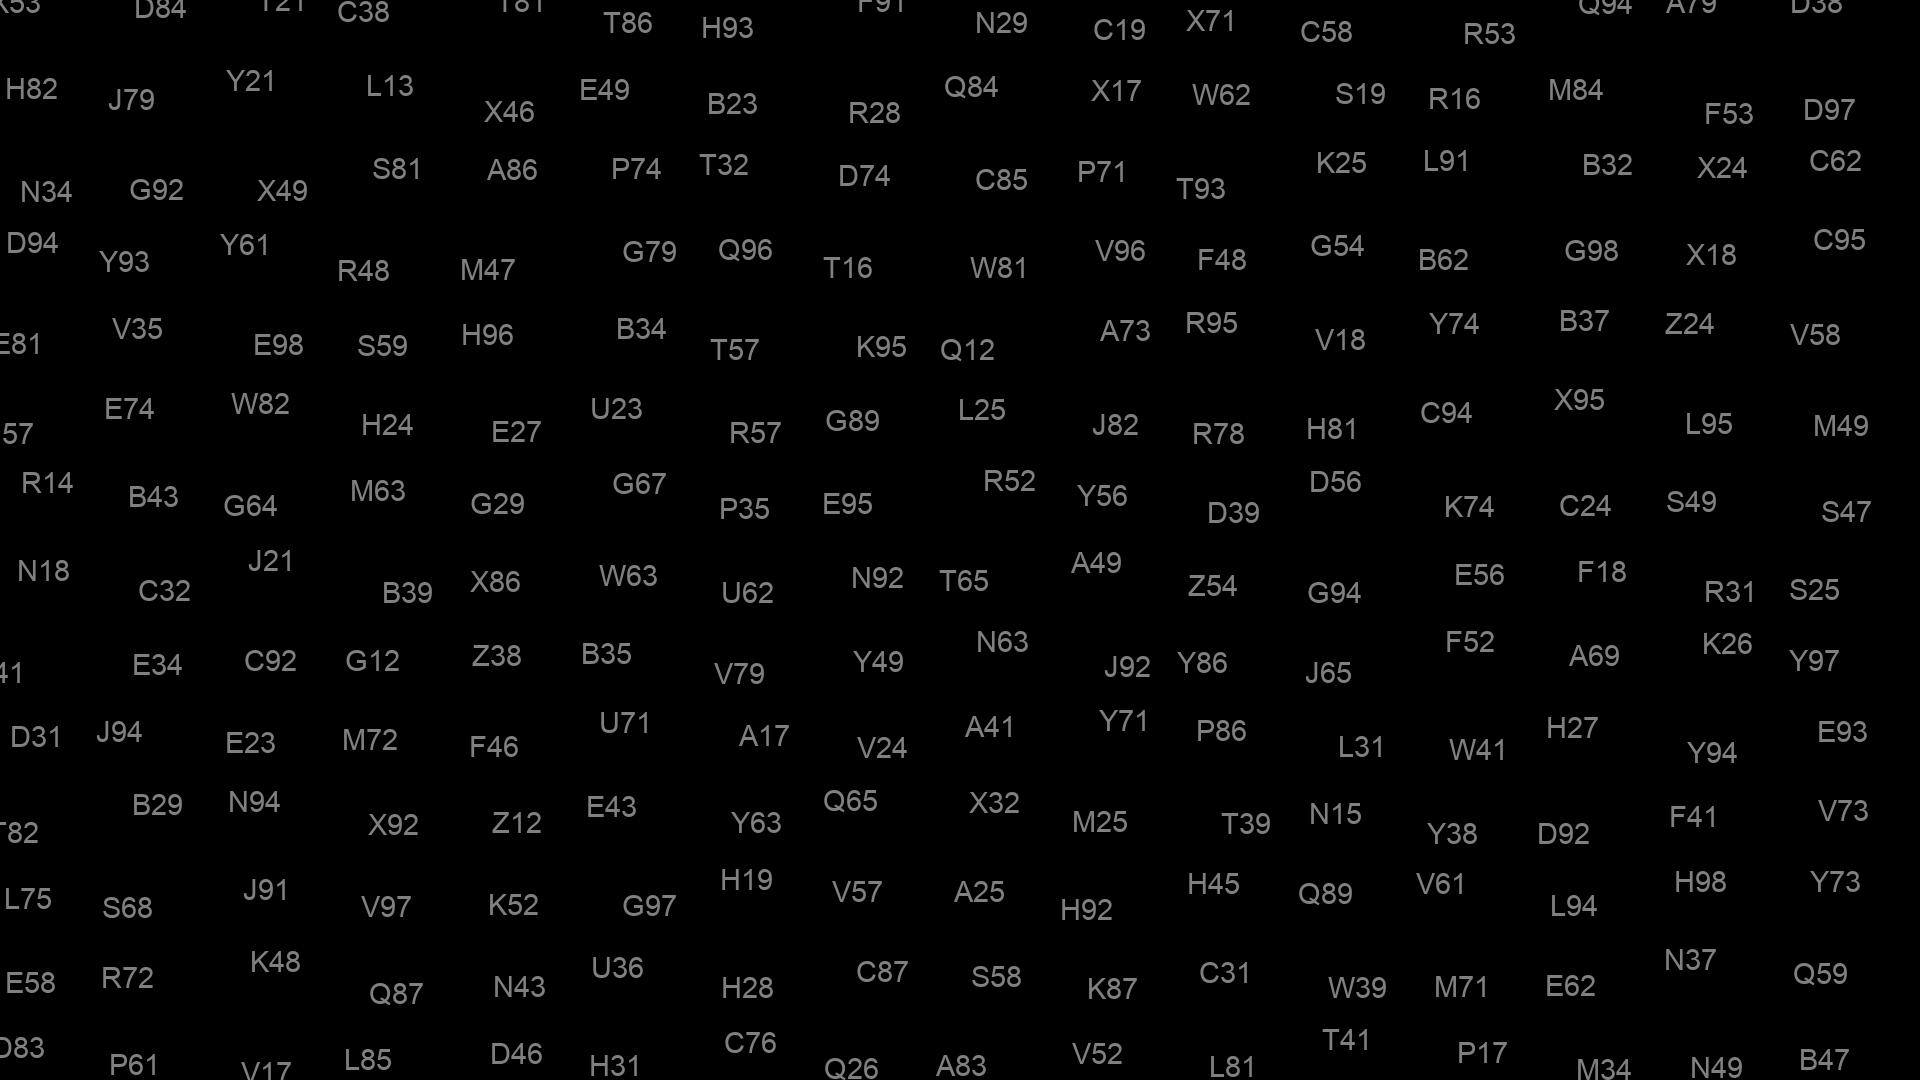 D84 T21 C38 T81 T86 H93 F91 N29 C19 X71 C58 R53 Q94 A79 D38
H82 J79 Y21 L13 X46 E49 B23 R28 Q84 X17 W62 S19 R16 M84 F53 D97
N34 G92 X49 S81 A86 P74 T32 D74 C85 P71 T93 K25 L91 B32 X24 C62
D94 Y93 Y61 R48 M47 G79 Q96 T16 W81 V96 F48 G54 B62 G98 X18 C95
E81 V35 E98 S59 H96 B34 T57 K95 Q12 A73 R95 V18 Y74 B37 Z24 V58
57 E74 W82 H24 E27 U23 R57 G89 L25 J82 R78 H81 C94 X95 L95 M49
R14 B43 G64 M63 G29 G67 P35 E95 R52 Y56 D39 D56 K74 C24 S49 S47
N18 C32 J21 B39 X86 W63 U62 N92 T65 A49 Z54 G94 E56 F18 R31 S25
41 E34 C92 G12 Z38 B35 V79 Y49 N63 J92 Y86 J65 F52 A69 K26 Y97
D31 J94 E23 M72 F46 U71 A17 V24 A41 Y71 P86 L31 W41 H27 Y94 E93
T82 B29 N94 X92 Z12 E43 Y63 Q65 X32 M25 T39 N15 Y38 D92 F41 V73
L75 S68 J91 V97 K52 G97 H19 V57 A25 H92 H45 Q89 V61 L94 H98 Y73
E58 R72 K48 Q87 N43 U36 H28 C87 S58 K87 C31 W39 M71 E62 N37 Q59
D83 P61 V17 L85 D46 H31 C76 Q26 A83 V52 L81 T41 P17 M34 N49 B47